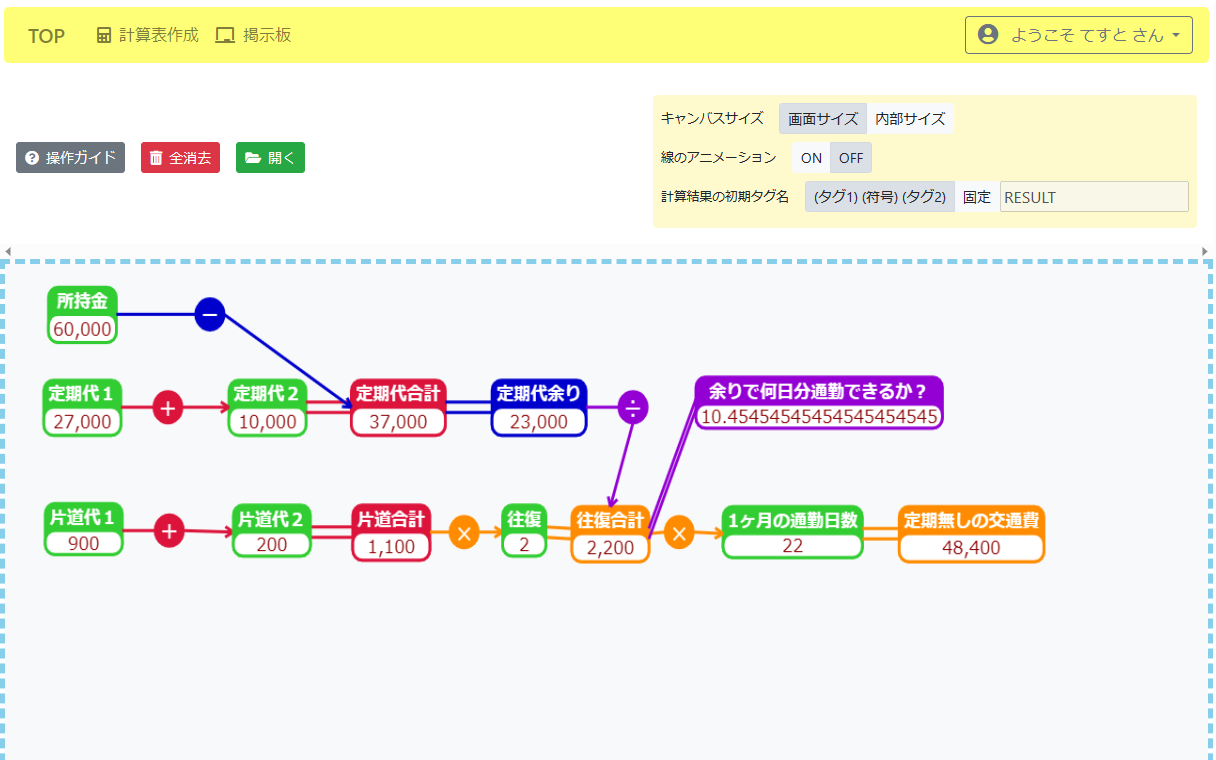 TOP 計算表作成 掲示板 ようこそ てすと さん
キャンバスサイズ 画面サイズ 内部サイズ
操作ガイド 全消去 開く 線のアニメーション ON OFF
計算結果の初期タグ名 (タグ1) (符号) (タグ2) 固定 RESULT
所持金
60,000 −
定期代１ 定期代２ 定期代合計 定期代余り 余りで何日分通勤できるか？
27,000 + 10,000 37,000 23,000 ÷ 10.45454545454545454545
片道代１ 片道代２ 片道合計 往復 往復合計 1ヶ月の通勤日数 定期無しの交通費
900 + 200 1,100 × 2 2,200 × 22 48,400